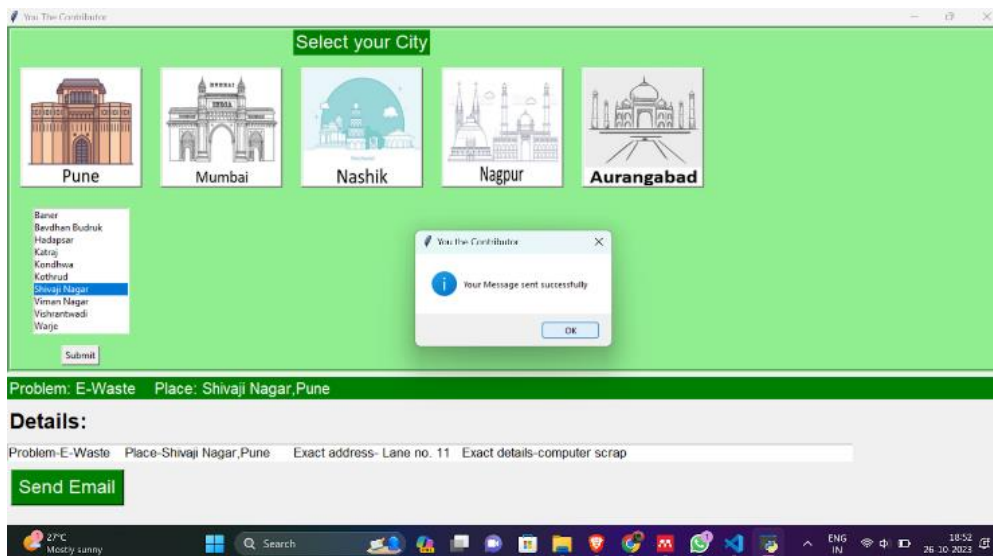 You The Contributor
Select your City
MUMBAI
INDIA
Pune
Mumbai
Nashik
Nagpur
Aurangabad
Baner
Bavdhan Budruk
Hadapsar
Katraj
Kondhwa
Kothrud
Shivaji Nagar
Viman Nagar
Vishrantwadi
Warje
Submit
You the Contributor
Your Message sent successfully
OK
Problem: E-Waste Place: Shivaji Nagar,Pune
Details:
Problem-E-Waste Place-Shivaji Nagar,Pune Exact address- Lane no. 11 Exact details-computer scrap
Send Email
27°C
Mostly sunny
Search
ENG
IN
18:52
26-10-2023